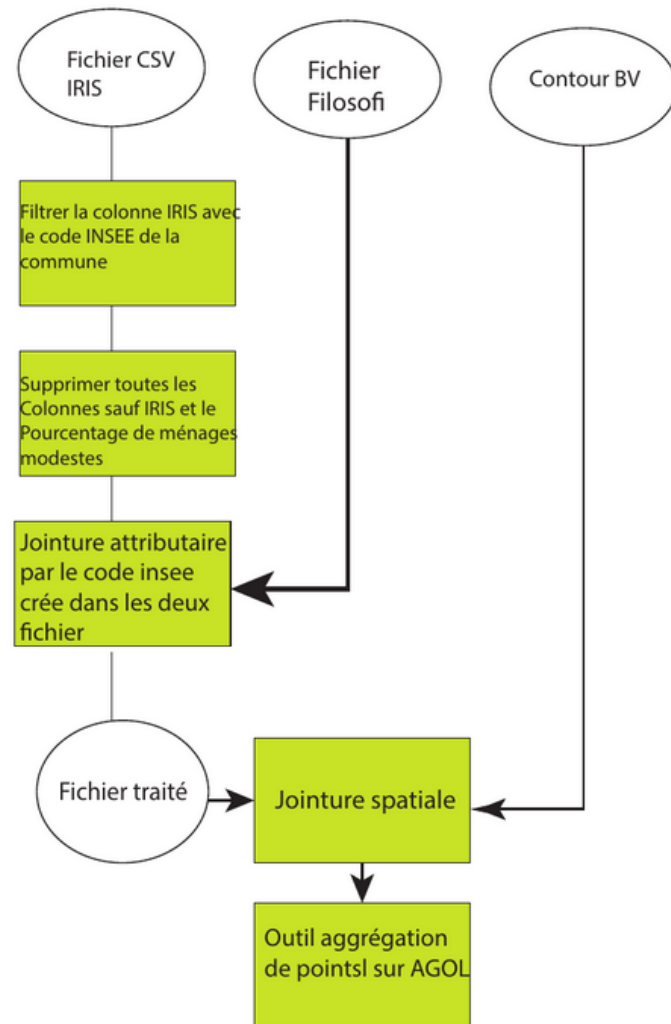 Fichier CSV
IRIS
Fichier
Filosofi
Contour BV
Filtrer la colonne IRIS avec
le code INSEE de la
commune
Supprimer toutes les
Colonnes sauf IRIS et le
Pourcentage de ménages
modestes
Jointure attributaire
par le code insee
crée dans les deux
fichier
Fichier traité
Jointure spatiale
Outil aggrégation
de pointsl sur AGOL